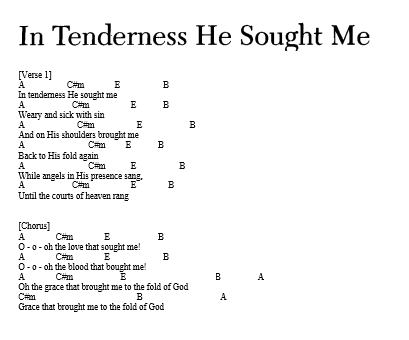 In Tenderness He Sought Me
[Verse 1]
A C#m E B
In tenderness He sought me
A C#m E B
Weary and sick with sin
A C#m E B
And on His shoulders brought me
A C#m E B
Back to His fold again
A C#m E B
While angels in His presence sang,
A C#m E B
Until the courts of heaven rang
[Chorus]
A C#m E B
O - o - oh the love that sought me!
A C#m E B
O - o - oh the blood that bought me!
A C#m E B A
Oh the grace that brought me to the fold of God
C#m B A
Grace that brought me to the fold of God